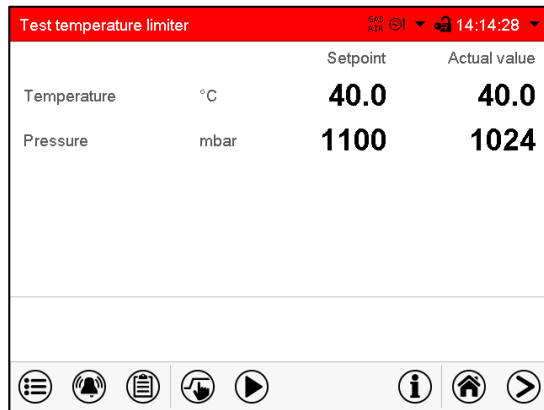 Test temperature limiter GAS AIR 14:14:28
Setpoint Actual value
Temperature °C 40.0 40.0
Pressure mbar 1100 1024